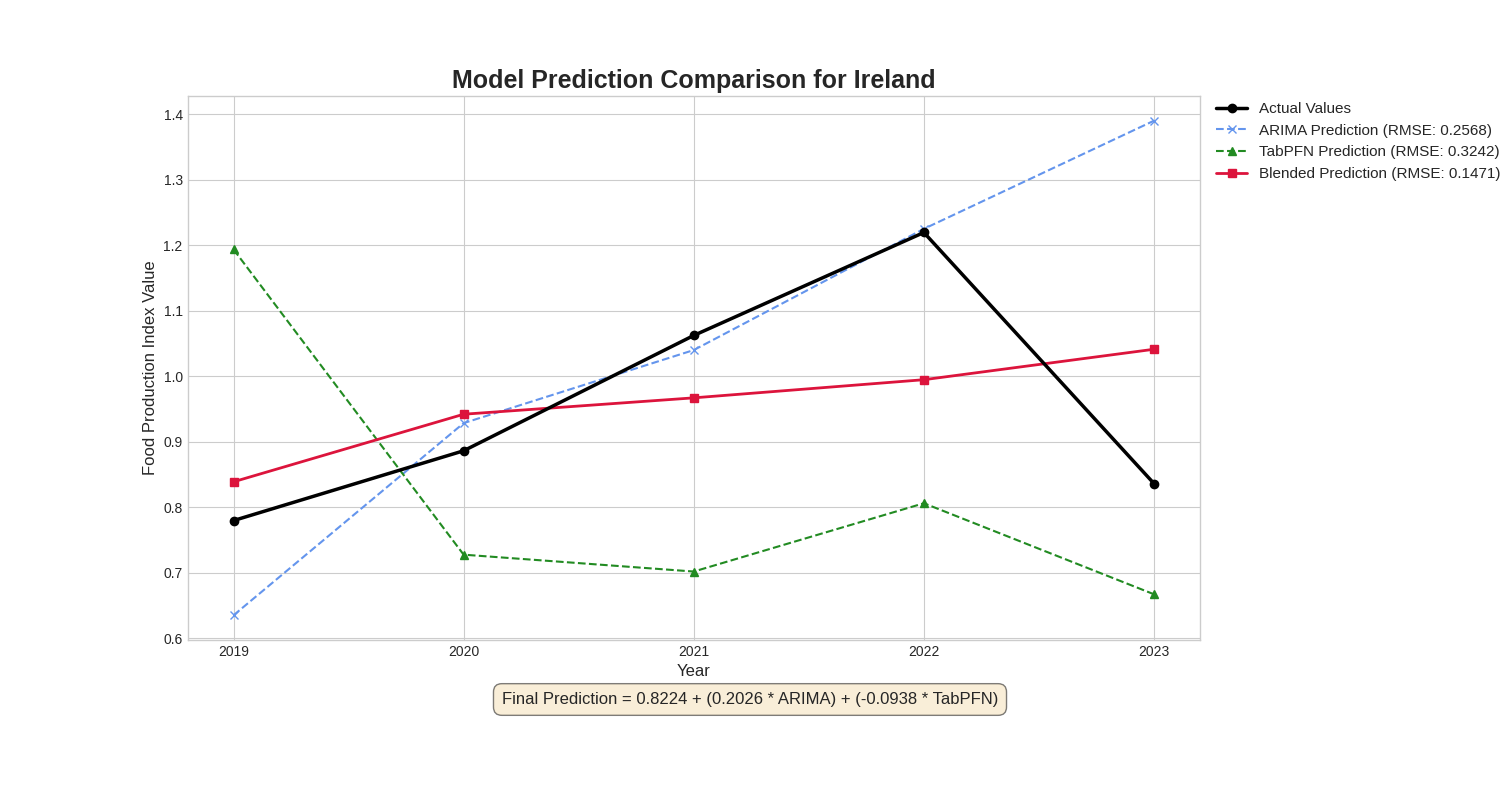 Model Prediction Comparison for Ireland
Actual Values
ARIMA Prediction (RMSE: 0.2568)
TabPFN Prediction (RMSE: 0.3242)
Blended Prediction (RMSE: 0.1471)
Food Production Index Value
1.4
1.3
1.2
1.1
1.0
0.9
0.8
0.7
0.6
2019 2020 2021 2022 2023
Year
Final Prediction = 0.8224 + (0.2026 * ARIMA) + (-0.0938 * TabPFN)